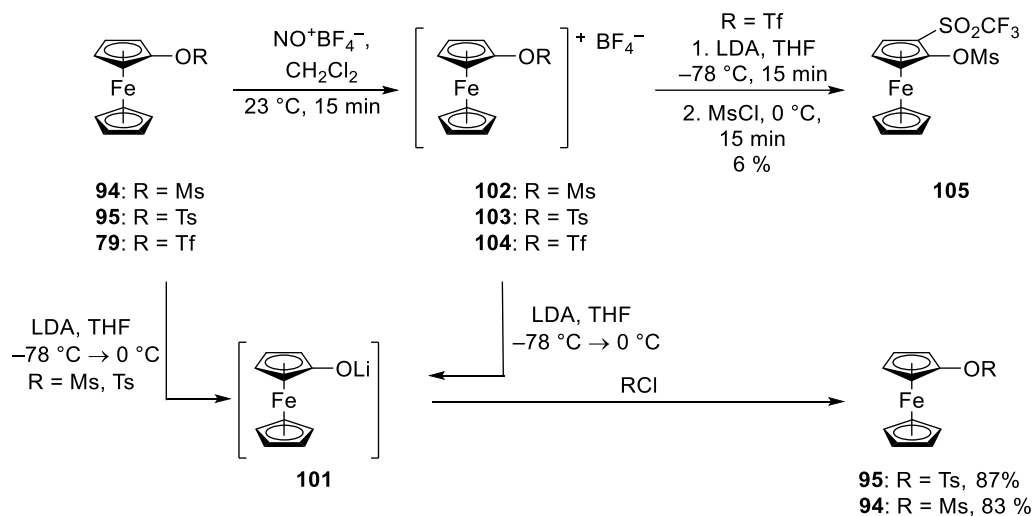 OR
Fe
94: R = Ms
95: R = Ts
79: R = Tf
NO⁺BF₄⁻,
CH₂Cl₂
23 °C, 15 min
OR
Fe
+ BF₄⁻
102: R = Ms
103: R = Ts
104: R = Tf
R = Tf
1. LDA, THF
–78 °C, 15 min
2. MsCl, 0 °C,
15 min
6 %
SO₂CF₃
OMs
Fe
105
LDA, THF
–78 °C → 0 °C
R = Ms, Ts
LDA, THF
–78 °C → 0 °C
OLi
Fe
101
RCl
OR
Fe
95: R = Ts, 87%
94: R = Ms, 83 %